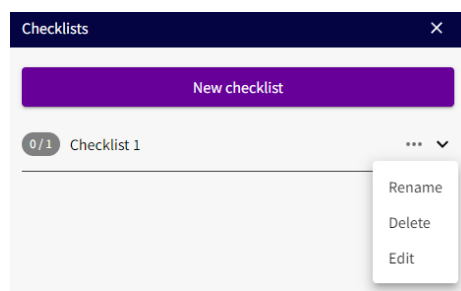 Checklists
New checklist
0/1 Checklist 1
Rename
Delete
Edit